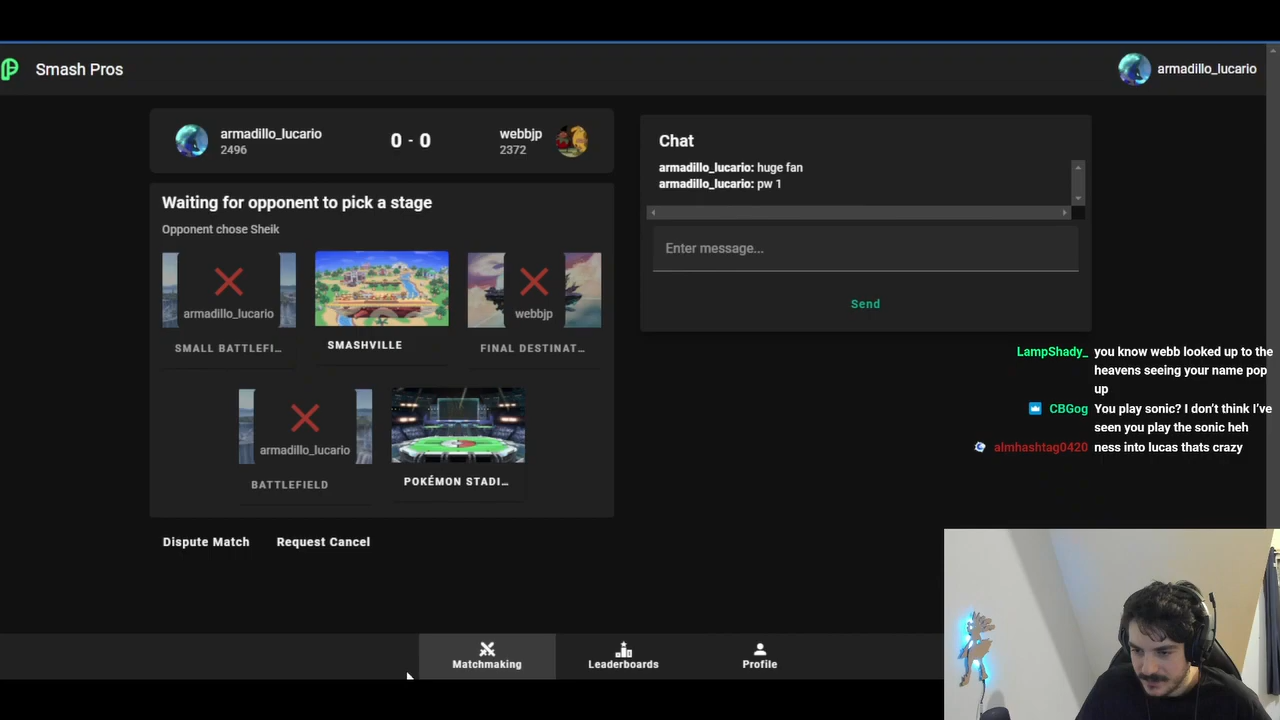 Smash Pros
armadillo_lucario
armadillo_lucario
2496
0 - 0
webbjp
2372
Waiting for opponent to pick a stage
Opponent chose Sheik
armadillo_lucario
SMALL BATTLEFI...
SMASHVILLE
webbjp
FINAL DESTINAT...
armadillo_lucario
BATTLEFIELD
POKÉMON STADI...
Dispute Match
Request Cancel
Chat
armadillo_lucario: huge fan
armadillo_lucario: pw 1
Enter message...
Send
LampShady_ you know webb looked up to the
heavens seeing your name pop
up
CBGog You play sonic? I don't think I've
seen you play the sonic heh
almhashtag0420 ness into lucas thats crazy
Matchmaking
Leaderboards
Profile